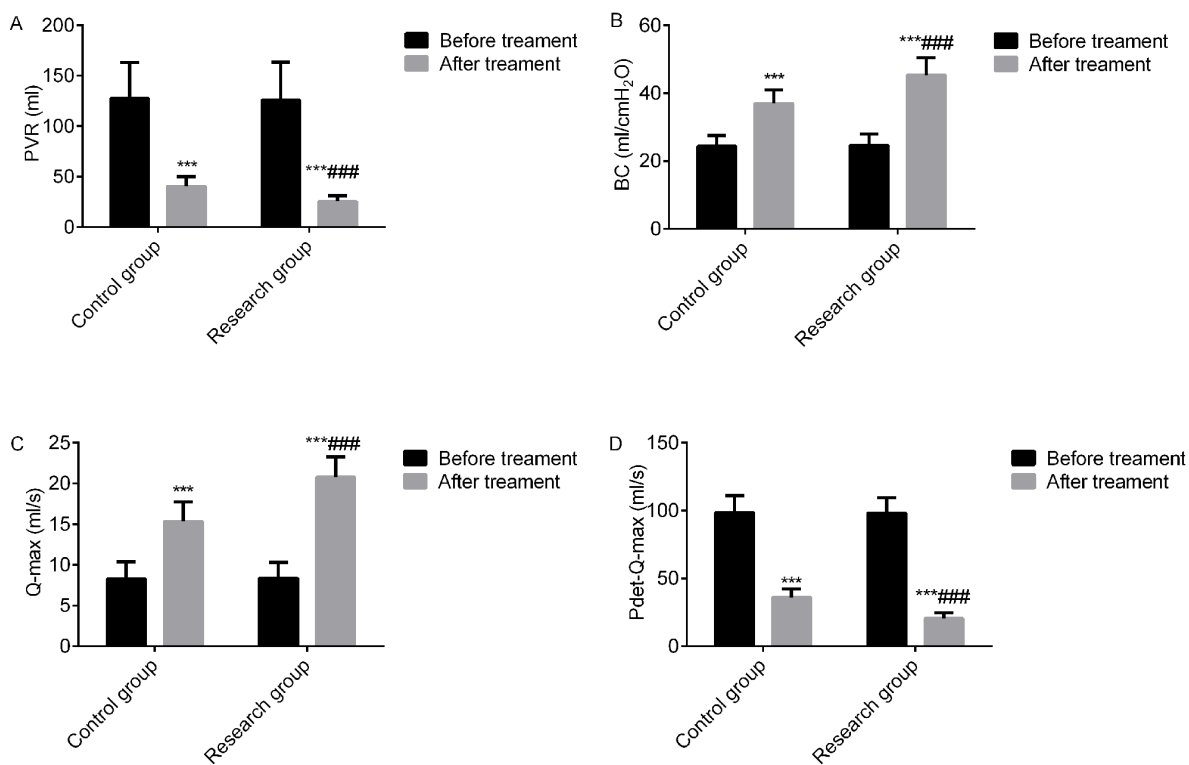 A
PVR (ml)
200
150
100
50
0
***
***###
Control group
Research group
Before treament
After treament
B
BC (ml/cmH₂O)
60
40
20
0
***
***###
Control group
Research group
Before treament
After treament
C
Q-max (ml/s)
25
20
15
10
5
0
***
***###
Control group
Research group
Before treament
After treament
D
Pdet-Q-max (ml/s)
150
100
50
0
***
***###
Control group
Research group
Before treament
After treament